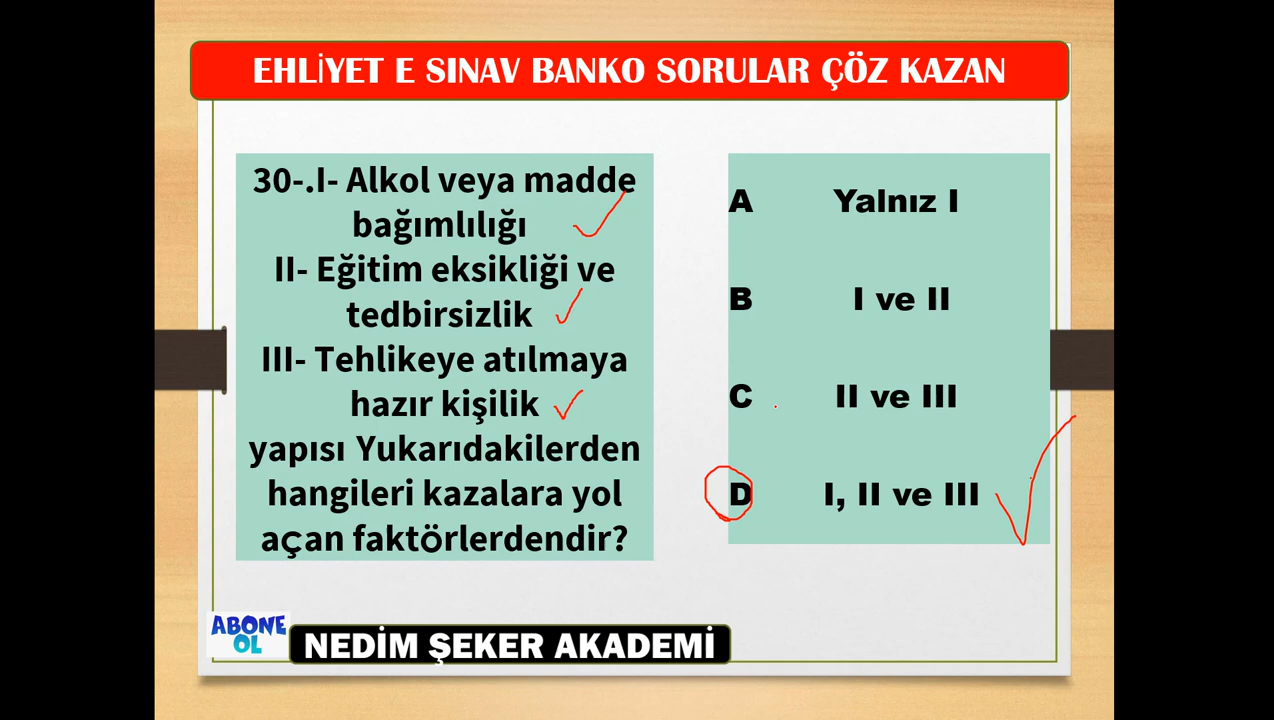 EHLİYET E SINAV BANKO SORULAR ÇÖZ KAZAN
30-.I- Alkol veya madde
bağımlılığı
II- Eğitim eksikliği ve
tedbirsizlik
III- Tehlikeye atılmaya
hazır kişilik
yapısı Yukarıdakilerden
hangileri kazalara yol
açan faktörlerdendir?
A Yalnız I
B I ve II
C II ve III
D I, II ve III
ABONE
OL
NEDİM ŞEKER AKADEMİ